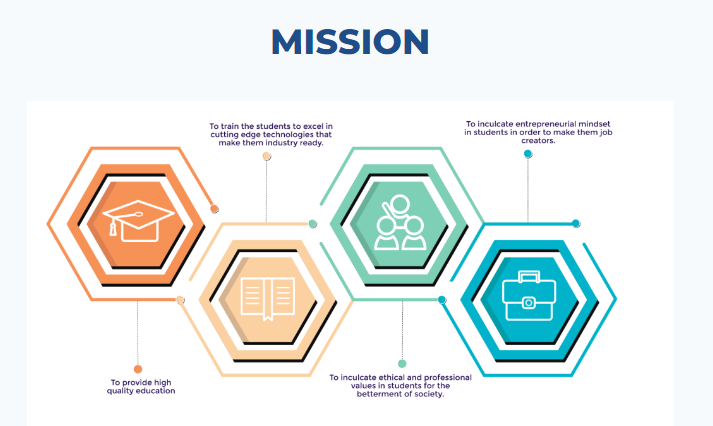 MISSION
To train the students to excel in
cutting edge technologies that
make them industry ready.
To inculcate entrepreneurial mindset
in students in order to make them job
creators.
To provide high
quality education
To inculcate ethical and professional
values in students for the
betterment of society.